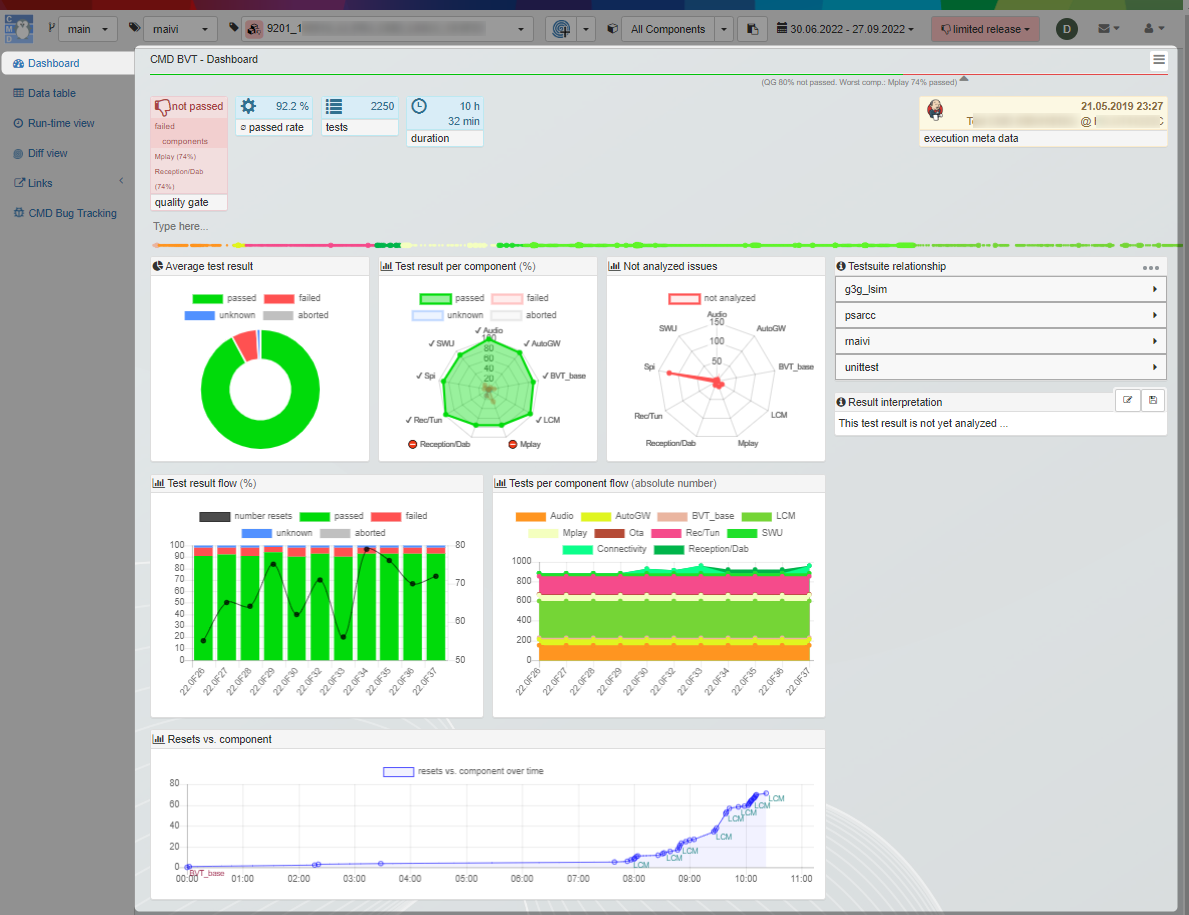 C M D
main
rnaivi
9201_1
All Components
30.06.2022 - 27.09.2022
limited release
D
Dashboard
Data table
Run-time view
Diff view
Links
CMD Bug Tracking
CMD BVT - Dashboard
(QG 80% not passed. Worst comp.: Mplay 74% passed)
not passed
failed
components
Mplay (74%)
Reception/Dab
(74%)
quality gate
92.2 %
⌀ passed rate
2250
tests
10 h
32 min
duration
21.05.2019 23:27
@
execution meta data
Type here...
Average test result
passed failed
unknown aborted
Test result per component (%)
passed failed
unknown aborted
✓ Audio
✓ SWU
✓ AutoGW
✓ Spi
✓ BVT_base
✓ Rec/Tun
✓ LCM
Reception/Dab
Mplay
100
80
60
40
20
Not analyzed issues
not analyzed
Audio
SWU
AutoGW
Spi
BVT_base
Rec/Tun
LCM
Reception/Dab
Mplay
150
100
50
Testsuite relationship
g3g_lsim
psarcc
rnaivi
unittest
Result interpretation
This test result is not yet analyzed ...
Test result flow (%)
number resets passed failed
unknown aborted
100
90
80
70
60
50
40
30
20
10
0
80
70
60
50
22.0F26 22.0F27 22.0F28 22.0F29 22.0F30 22.0F32 22.0F33 22.0F34 22.0F35 22.0F36 22.0F37
Tests per component flow (absolute number)
Audio AutoGW BVT_base LCM
Mplay Ota Rec/Tun SWU
Connectivity Reception/Dab
1000
800
600
400
200
0
22.0F26 22.0F27 22.0F28 22.0F29 22.0F30 22.0F32 22.0F33 22.0F34 22.0F35 22.0F36 22.0F37
Resets vs. component
resets vs. component over time
80
60
40
20
0
BVT_base
LCM
LCM
LCM
LCM
LCM
LCM
LCM
LCM
00:00 01:00 02:00 03:00 04:00 05:00 06:00 07:00 08:00 09:00 10:00 11:00